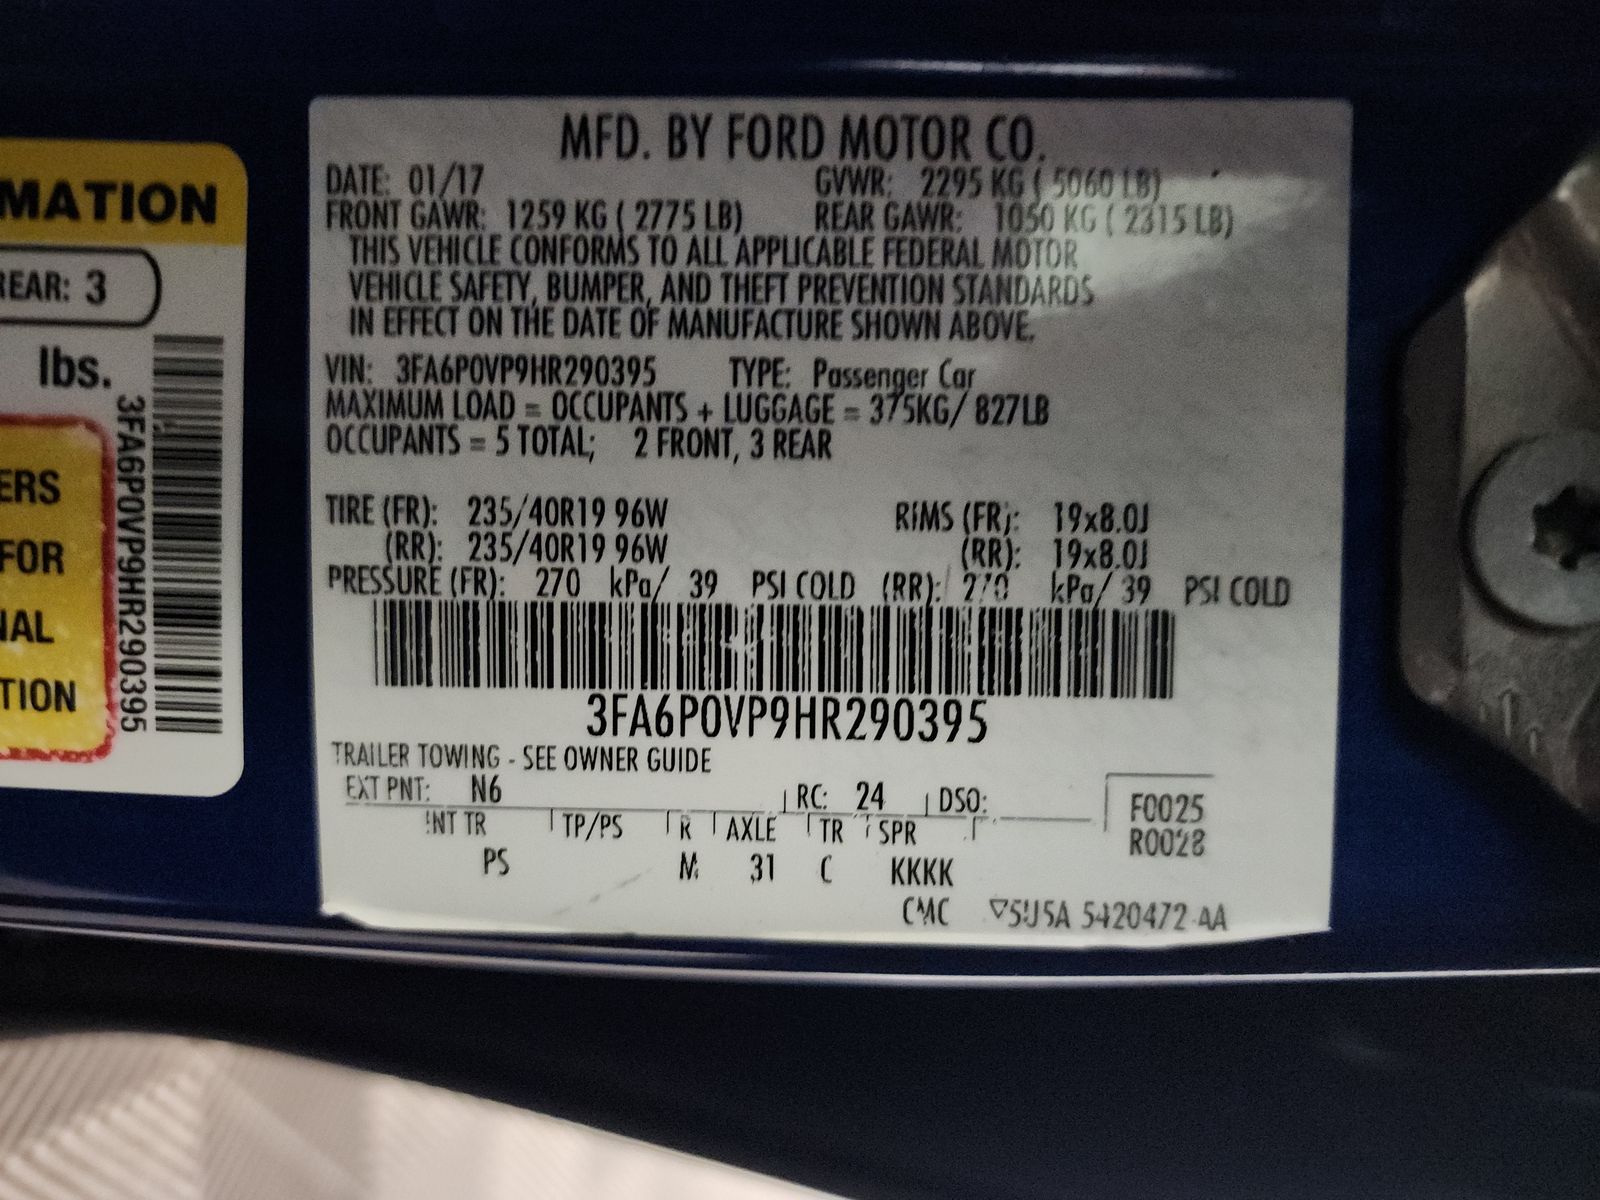 MATION
REAR: 3
lbs.
ERS
FOR
NAL
TION
3FA6P0VP9HR290395
MFD. BY FORD MOTOR CO.
DATE: 01/17 GVWR: 2295 KG ( 5060 LB)
FRONT GAWR: 1259 KG ( 2775 LB) REAR GAWR: 1050 KG ( 2315 LB)
THIS VEHICLE CONFORMS TO ALL APPLICABLE FEDERAL MOTOR
VEHICLE SAFETY, BUMPER, AND THEFT PREVENTION STANDARDS
IN EFFECT ON THE DATE OF MANUFACTURE SHOWN ABOVE.
VIN: 3FA6P0VP9HR290395 TYPE: Passenger Car
MAXIMUM LOAD = OCCUPANTS + LUGGAGE = 375KG/ 827LB
OCCUPANTS = 5 TOTAL; 2 FRONT, 3 REAR
TIRE (FR): 235/40R19 96W RIMS (FR): 19x8.0J
(RR): 235/40R19 96W (RR): 19x8.0J
PRESSURE (FR): 270 kPa/ 39 PSI COLD (RR): 270 kPa/ 39 PSI COLD
3FA6P0VP9HR290395
TRAILER TOWING - SEE OWNER GUIDE
EXT PNT: N6 RC: 24 DSO: F0025
INT TR TP/PS R AXLE TR SPR R0028
PS M 31 C KKKK
CMC ▽5U5A 5420472 AA